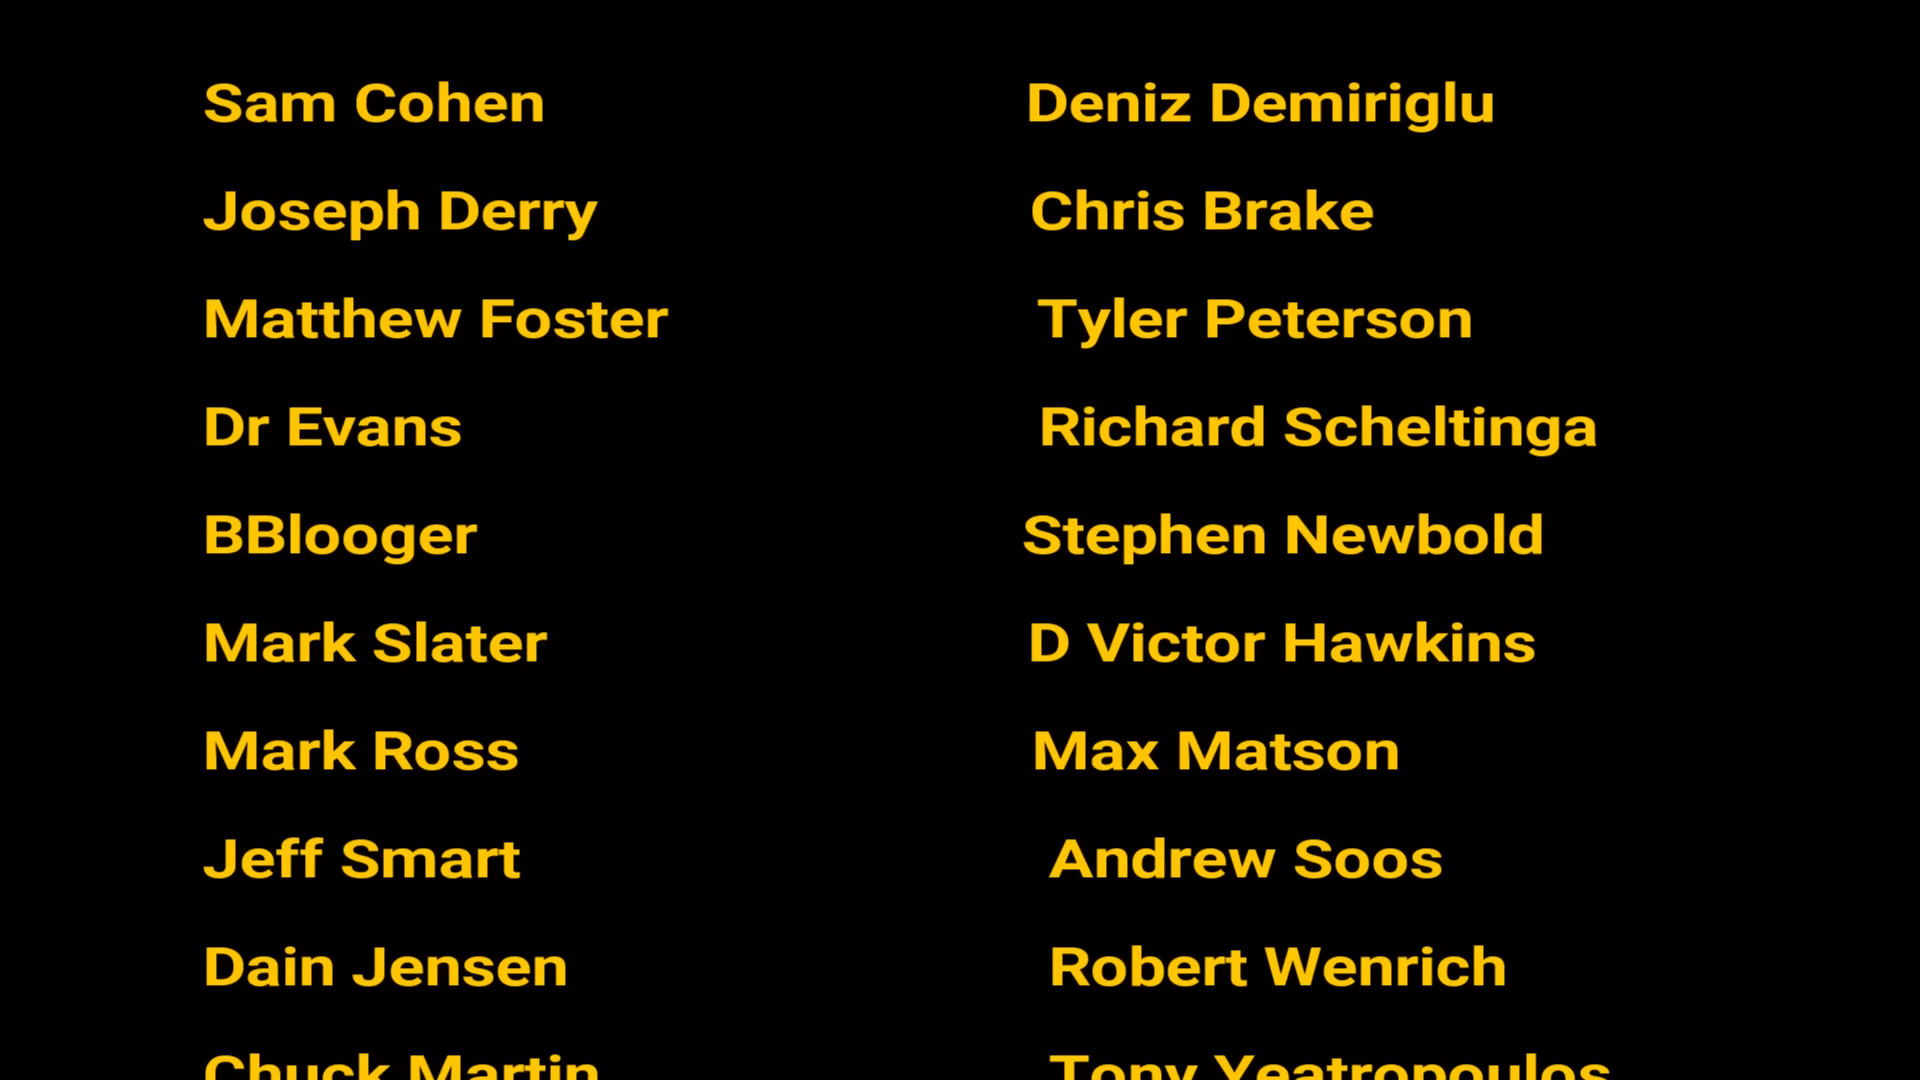 Sam Cohen
Deniz Demiriglu
Joseph Derry
Chris Brake
Matthew Foster
Tyler Peterson
Dr Evans
Richard Scheltinga
BBlooger
Stephen Newbold
Mark Slater
D Victor Hawkins
Mark Ross
Max Matson
Jeff Smart
Andrew Soos
Dain Jensen
Robert Wenrich
Chuck Martin
Tony Yeatropoulos